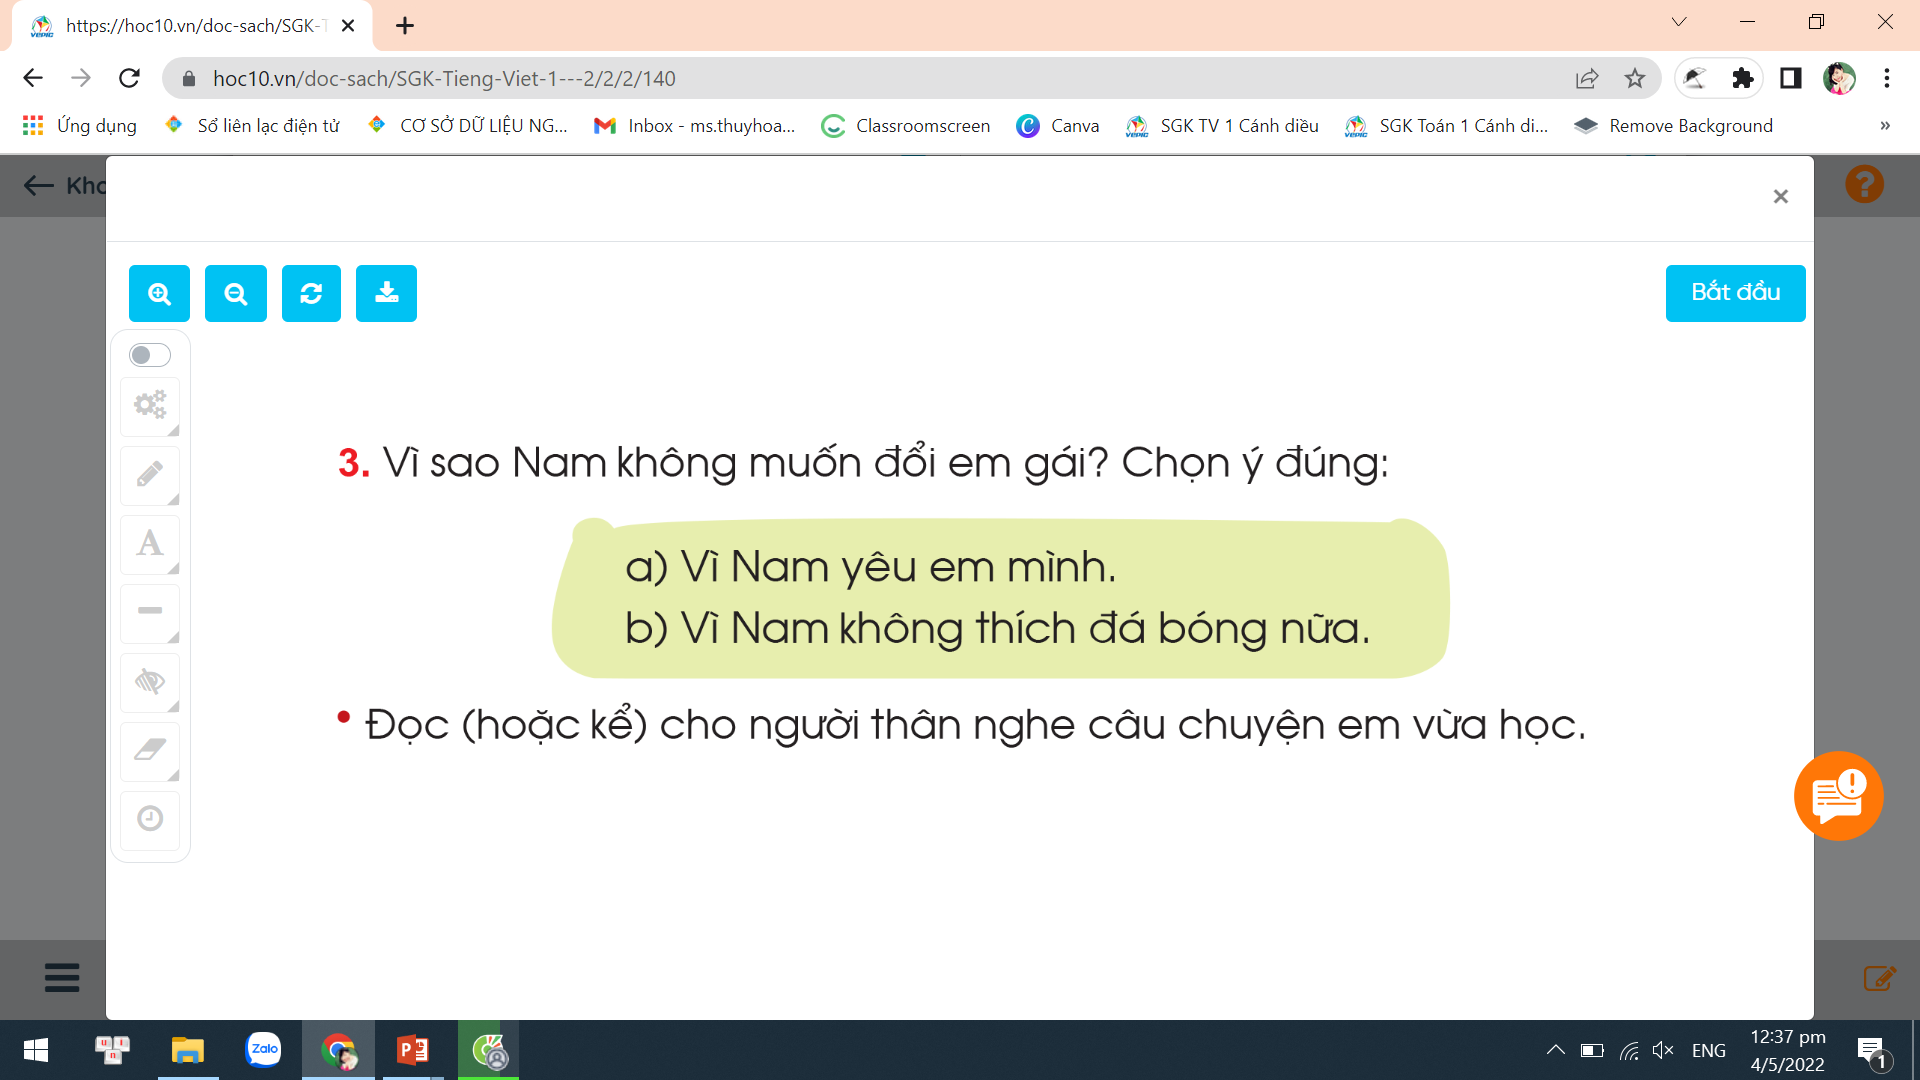 https://hoc10.vn/doc-sach/SGK-T
hoc10.vn/doc-sach/SGK-Tieng-Viet-1---2/2/2/140
Ứng dụng Sổ liên lạc điện tử CƠ SỞ DỮ LIỆU NG... Inbox - ms.thuyhoa... Classroomscreen Canva SGK TV 1 Cánh diều SGK Toán 1 Cánh di... Remove Background »
Kho
Bắt đầu
3. Vì sao Nam không muốn đổi em gái? Chọn ý đúng:
a) Vì Nam yêu em mình.
b) Vì Nam không thích đá bóng nữa.
• Đọc (hoặc kể) cho người thân nghe câu chuyện em vừa học.
Zalo
ENG
12:37 pm
4/5/2022
1